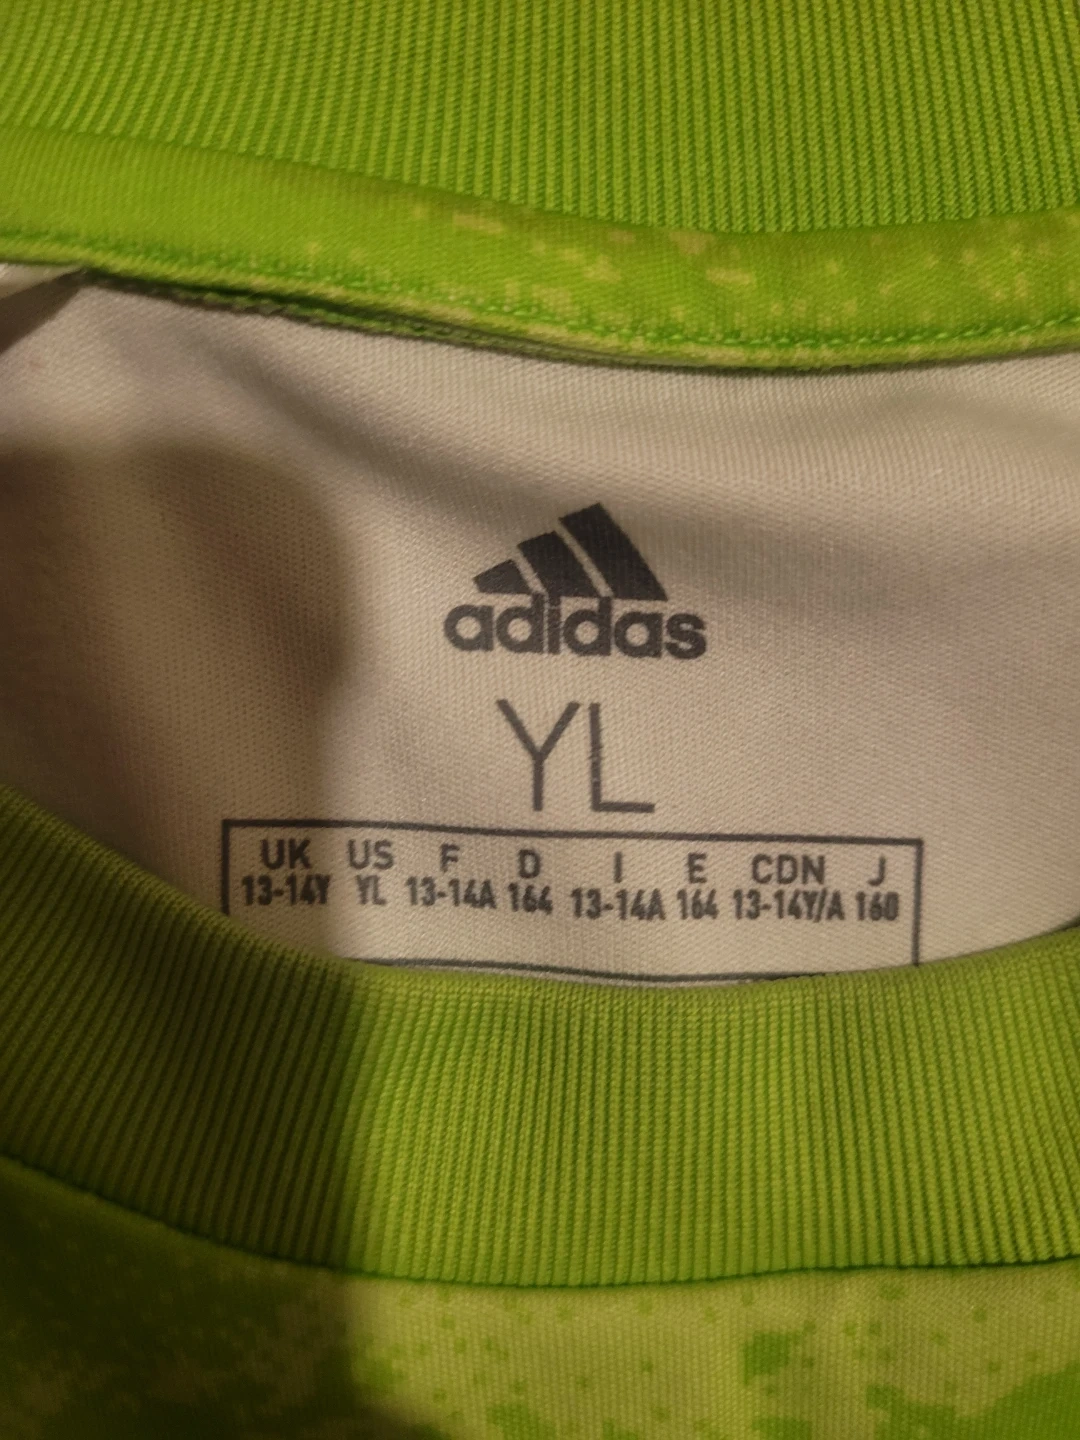 adidas
YL
UK US F D I E CDN J
13-14Y YL 13-14A 164 13-14A 164 13-14Y/A 160